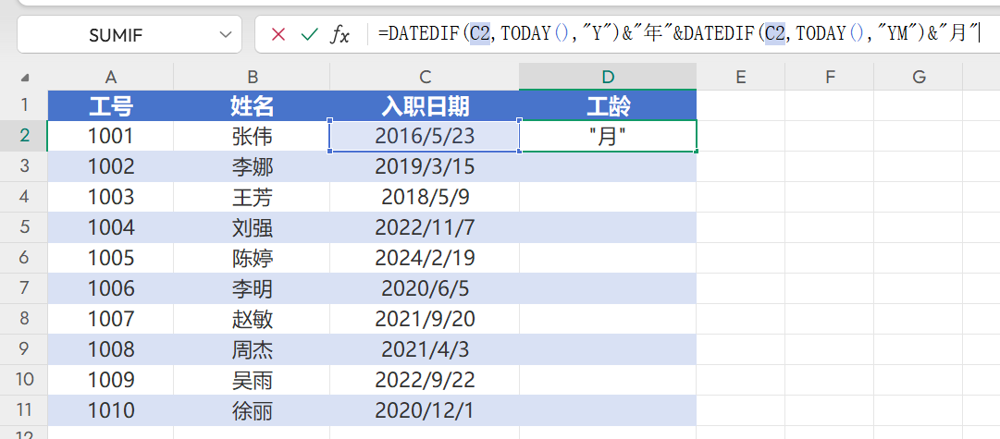 SUMIF =DATEDIF(C2,TODAY(),"Y")&"年"&DATEDIF(C2,TODAY(),"YM")&"月"
A B C D E F G
1 工号 姓名 入职日期 工龄
2 1001 张伟 2016/5/23 "月"
3 1002 李娜 2019/3/15
4 1003 王芳 2018/5/9
5 1004 刘强 2022/11/7
6 1005 陈婷 2024/2/19
7 1006 李明 2020/6/5
8 1007 赵敏 2021/9/20
9 1008 周杰 2021/4/3
10 1009 吴雨 2022/9/22
11 1010 徐丽 2020/12/1